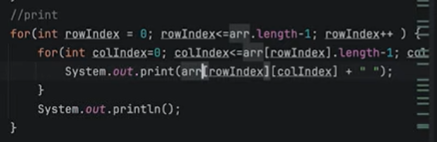 //print
for(int rowIndex = 0; rowIndex<=arr.length-1; rowIndex++ ) {
for(int colIndex=0; colIndex<=arr[rowIndex].length-1; col
System.out.print(arr[rowIndex][colIndex] + " ");
}
System.out.println();
}